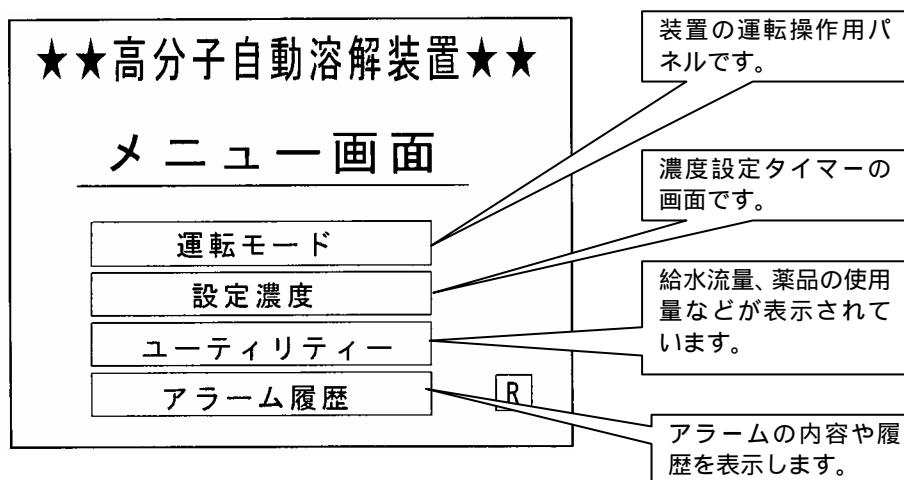 ★★高分子自動溶解装置★★
メニュー画面
運転モード
設定濃度
ユーティリティー
アラーム履歴
R
装置の運転操作用パ
ネルです。
濃度設定タイマーの
画面です。
給水流量、薬品の使用
量などが表示されて
います。
アラームの内容や履
歴を表示します。